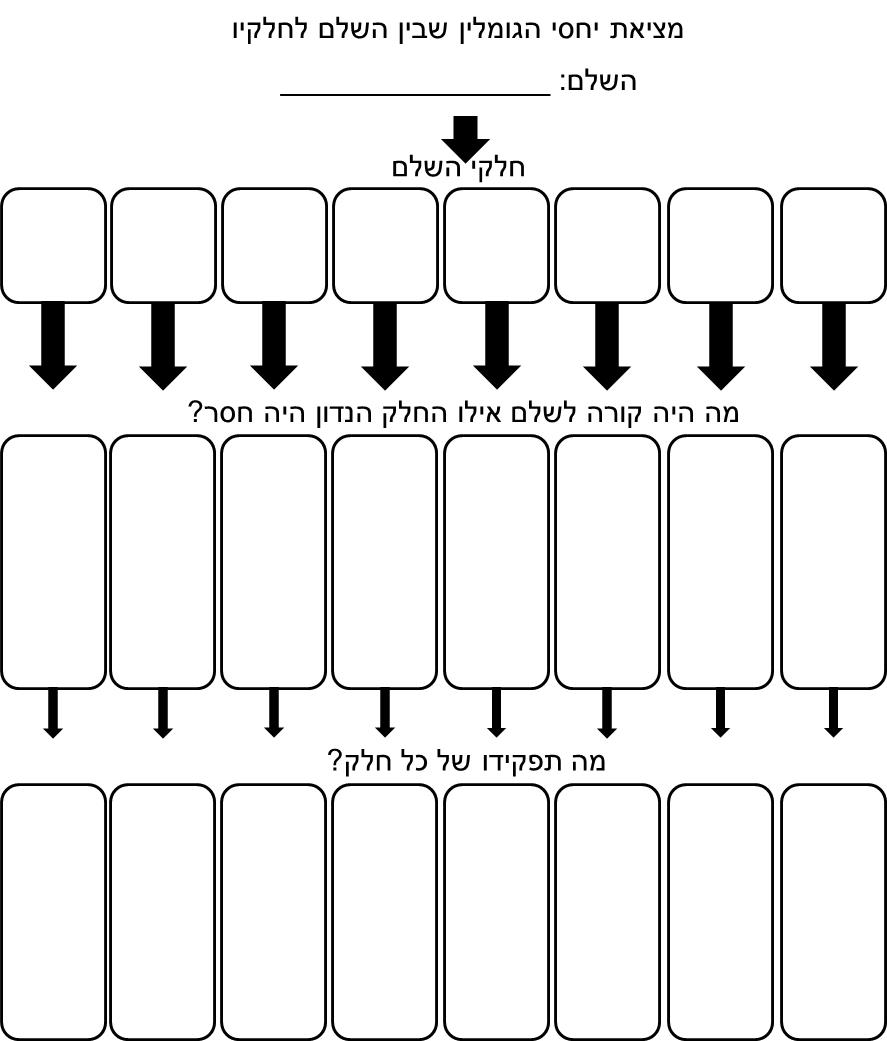 מציאת יחסי הגומלין שבין השלם לחלקיו
השלם: __________________
חלקי השלם
מה היה קורה לשלם אילו החלק הנדון היה חסר?
מה תפקידו של כל חלק?